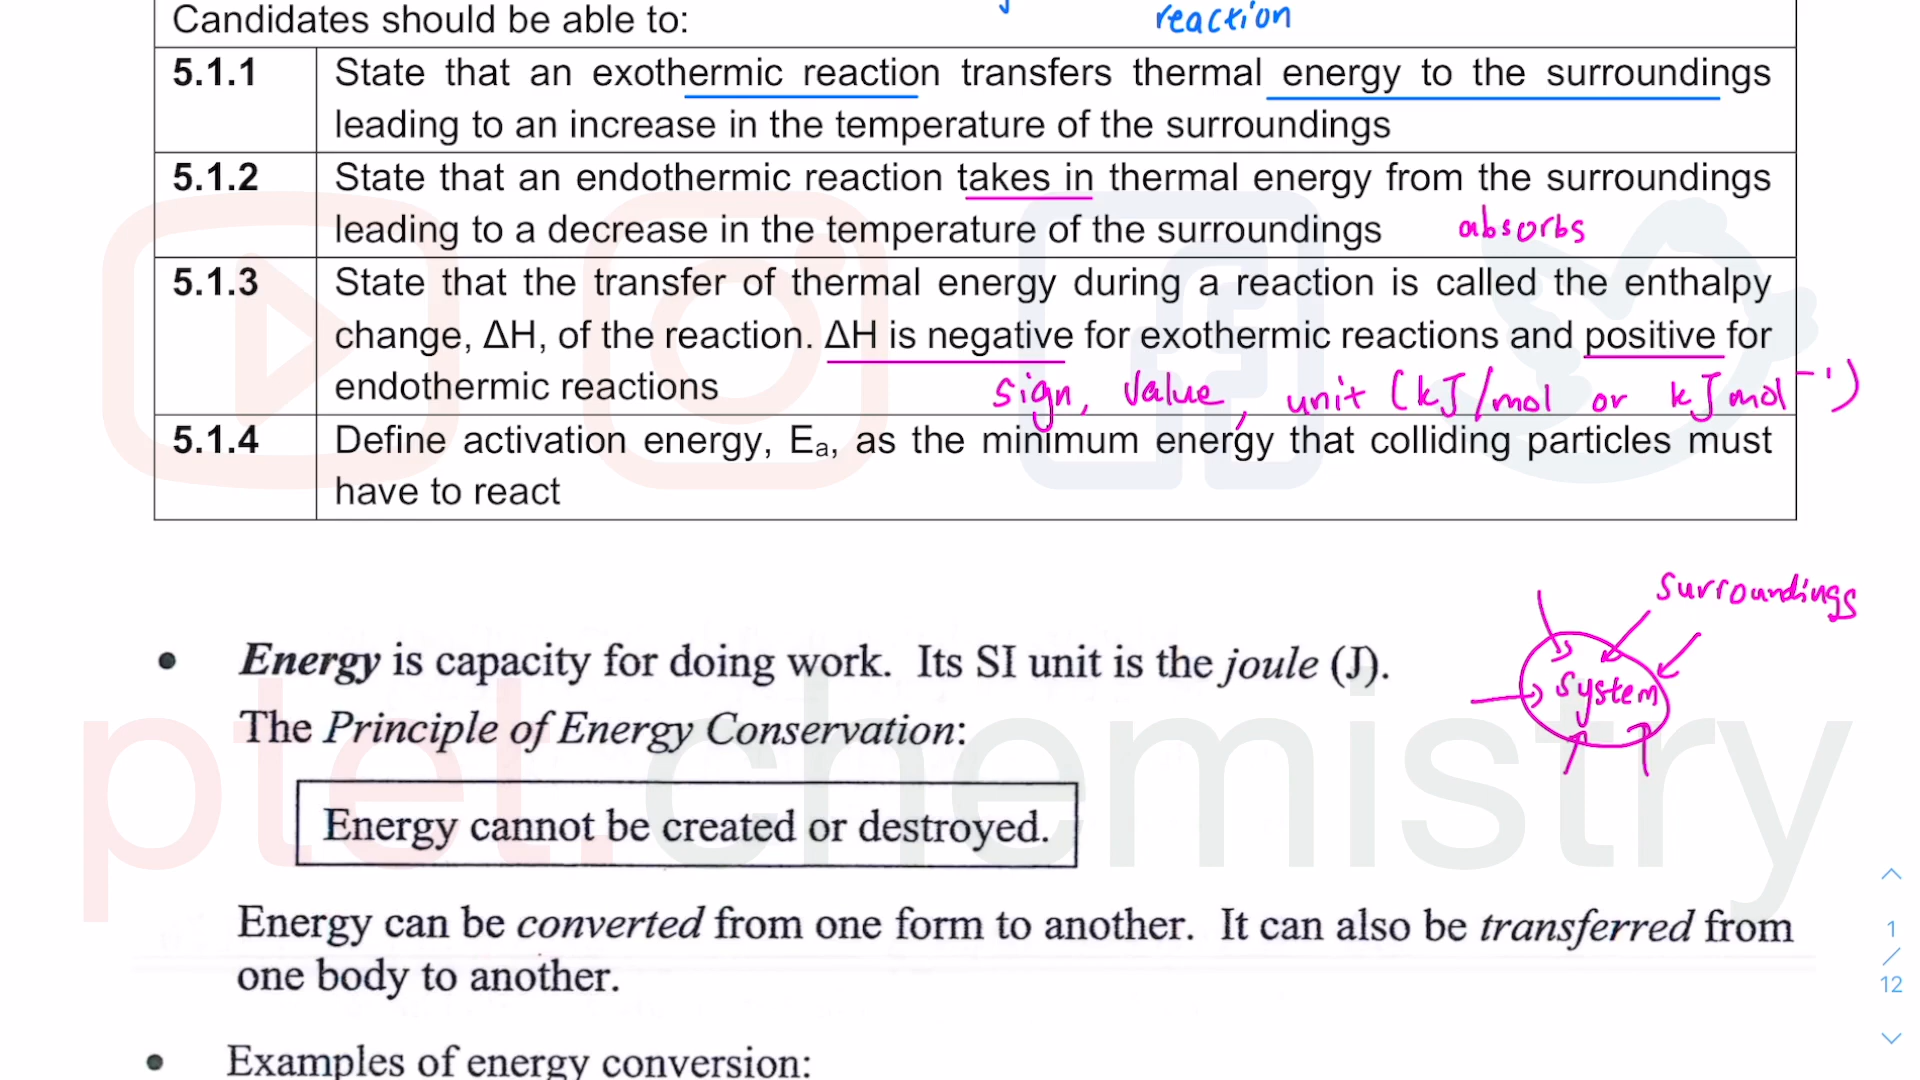 Candidates should be able to:
reaction
5.1.1 State that an exothermic reaction transfers thermal energy to the surroundings
leading to an increase in the temperature of the surroundings
5.1.2 State that an endothermic reaction takes in thermal energy from the surroundings
leading to a decrease in the temperature of the surroundings absorbs
5.1.3 State that the transfer of thermal energy during a reaction is called the enthalpy
change, ΔH, of the reaction. ΔH is negative for exothermic reactions and positive for
endothermic reactions
sign, value, unit (kJ/mol or kJ mol⁻¹)
5.1.4 Define activation energy, Eₐ, as the minimum energy that colliding particles must
have to react
surroundings
system
• Energy is capacity for doing work. Its SI unit is the joule (J).
The Principle of Energy Conservation:
Energy cannot be created or destroyed.
ptel chemistry
Energy can be converted from one form to another. It can also be transferred from
one body to another.
• Examples of energy conversion:
1
/
12